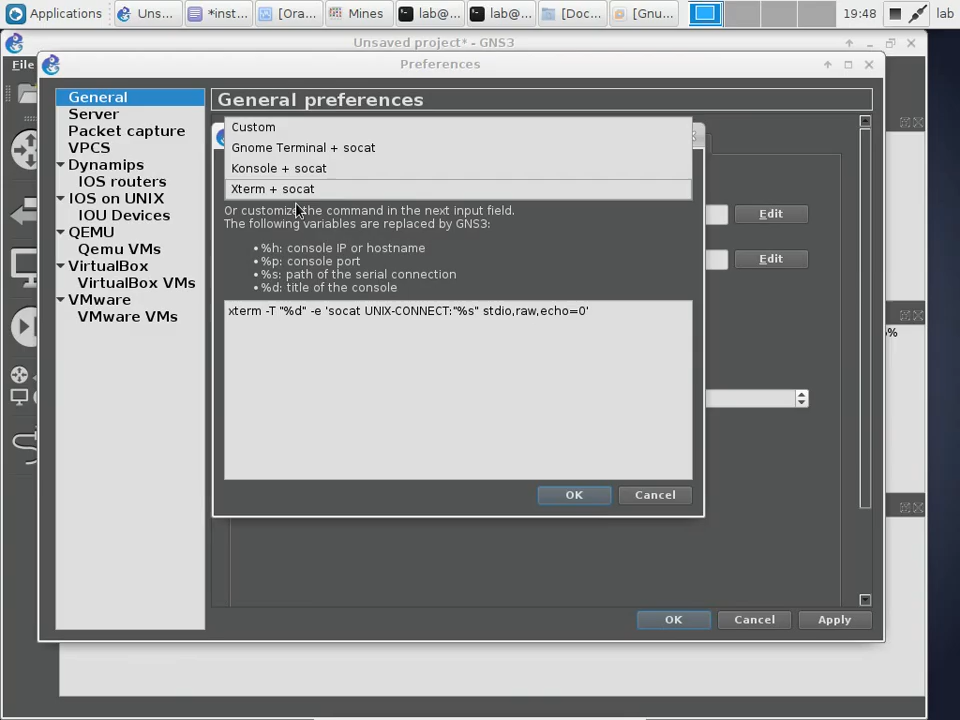 Applications
Uns...
*inst...
[Ora...
Mines
lab@...
lab@...
[Doc...
[Gnu...
19:48
lab
Unsaved project* - GNS3
File
Preferences
General
Server
Packet capture
VPCS
Dynamips
IOS routers
IOS on UNIX
IOU Devices
QEMU
Qemu VMs
VirtualBox
VirtualBox VMs
VMware
VMware VMs
General preferences
Custom
Gnome Terminal + socat
Konsole + socat
Xterm + socat
Or customize the command in the next input field.
The following variables are replaced by GNS3:
•%h: console IP or hostname
•%p: console port
•%s: path of the serial connection
•%d: title of the console
xterm -T "%d" -e 'socat UNIX-CONNECT:"%s" stdio,raw,echo=0'
OK
Cancel
Edit
Edit
%
OK
Cancel
Apply